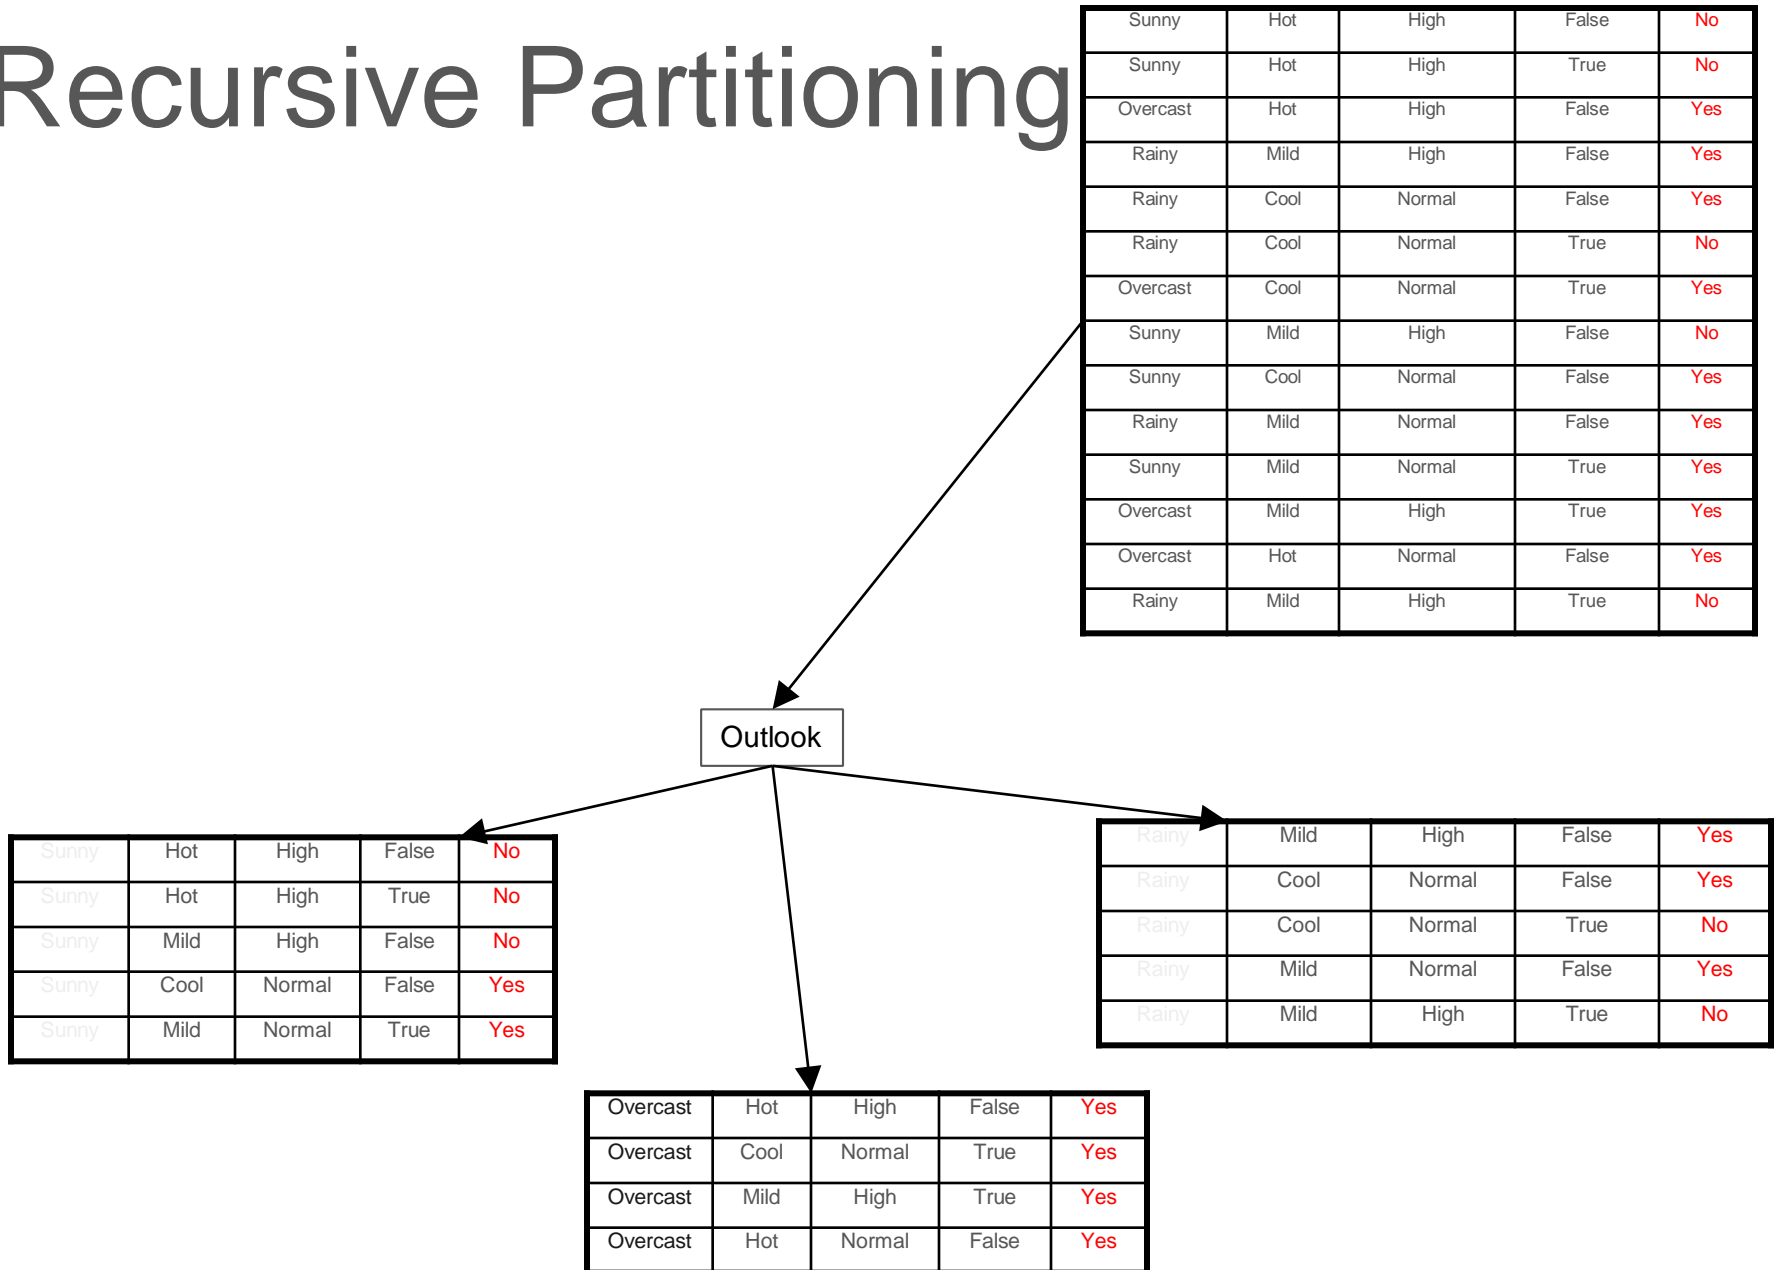 Recursive Partitioning
Sunny Hot High False No
Sunny Hot High True No
Overcast Hot High False Yes
Rainy Mild High False Yes
Rainy Cool Normal False Yes
Rainy Cool Normal True No
Overcast Cool Normal True Yes
Sunny Mild High False No
Sunny Cool Normal False Yes
Rainy Mild Normal False Yes
Sunny Mild Normal True Yes
Overcast Mild High True Yes
Overcast Hot Normal False Yes
Rainy Mild High True No
Outlook
Sunny Hot High False No
Sunny Hot High True No
Sunny Mild High False No
Sunny Cool Normal False Yes
Sunny Mild Normal True Yes
Rainy Mild High False Yes
Rainy Cool Normal False Yes
Rainy Cool Normal True No
Rainy Mild Normal False Yes
Rainy Mild High True No
Overcast Hot High False Yes
Overcast Cool Normal True Yes
Overcast Mild High True Yes
Overcast Hot Normal False Yes